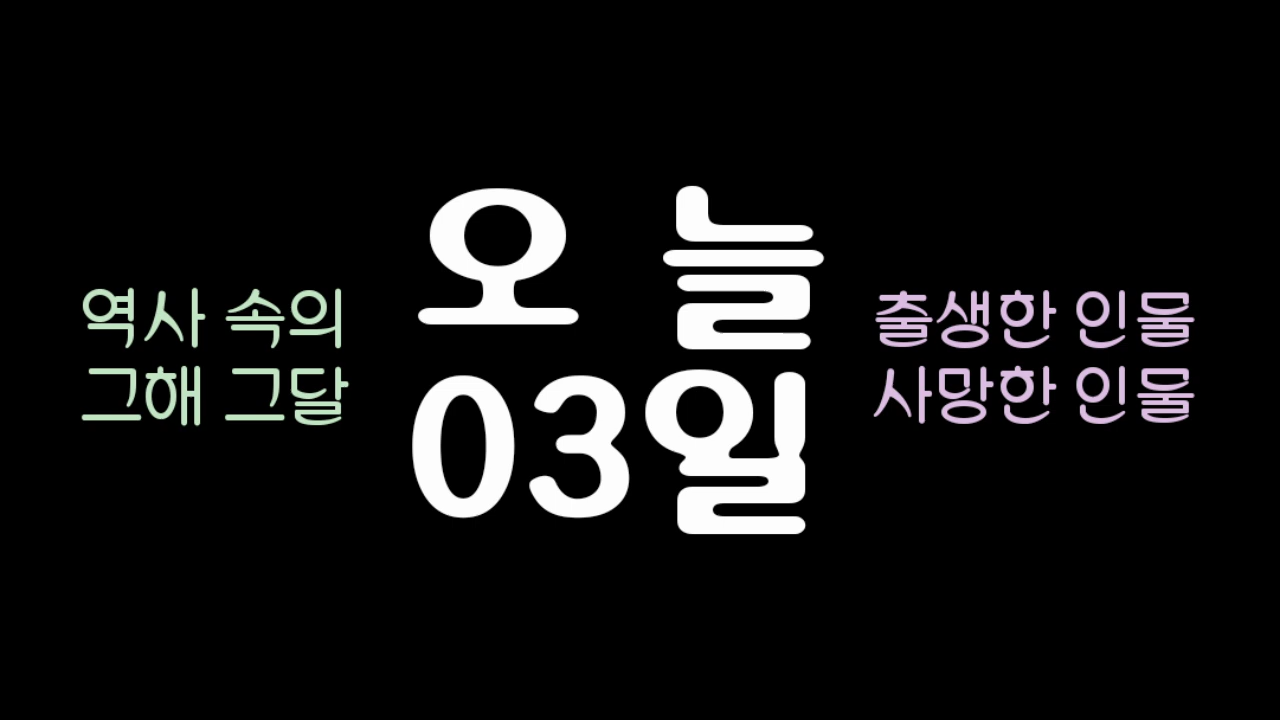 역사 속의
그해 그달
오 늘
03일
출생한 인물
사망한 인물